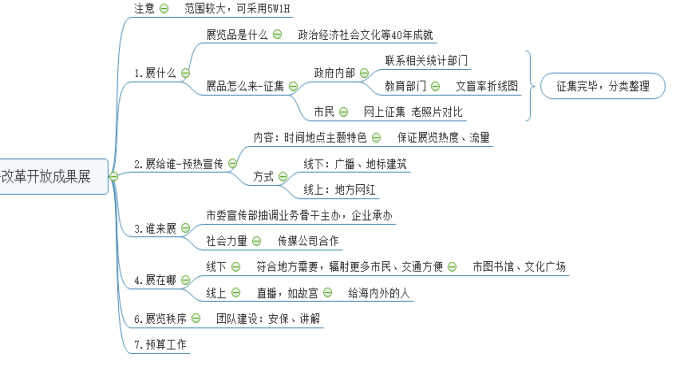 改革开放成果展
注意
范围较大，可采用5W1H
1.展什么
展览品是什么
政治经济社会文化等40年成就
展品怎么来-征集
政府内部
联系相关统计部门
教育部门
文盲率折线图
市民
网上征集 老照片对比
征集完毕，分类整理
2.展给谁-预热宣传
内容：时间地点主题特色
保证展览热度、流量
方式
线下：广播、地标建筑
线上：地方网红
3.谁来展
市委宣传部抽调业务骨干主办，企业承办
社会力量
传媒公司合作
4.展在哪
线下
符合地方需要，辐射更多市民、交通方便
市图书馆、文化广场
线上
直播，如故宫
给海内外的人
6.展览秩序
团队建设：安保、讲解
7.预算工作